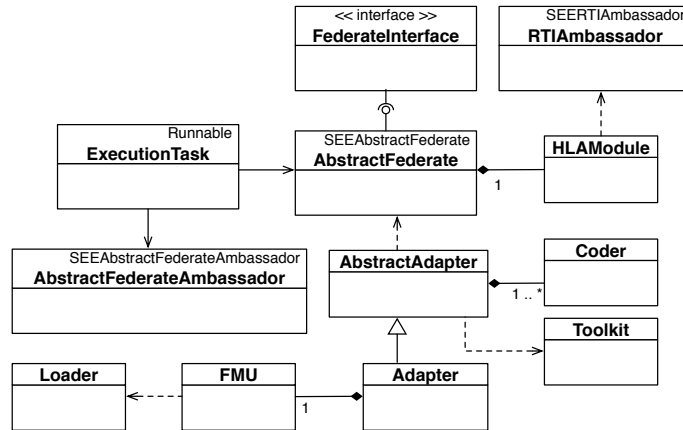 << interface >>
FederateInterface
SEERTIAmbassador
RTIAmbassador
Runnable
ExecutionTask
SEEAbstractFederate
AbstractFederate
HLAModule
1
SEEAbstractFederateAmbassador
AbstractFederateAmbassador
AbstractAdapter
Coder
1 .. *
Toolkit
Loader
FMU
Adapter
1